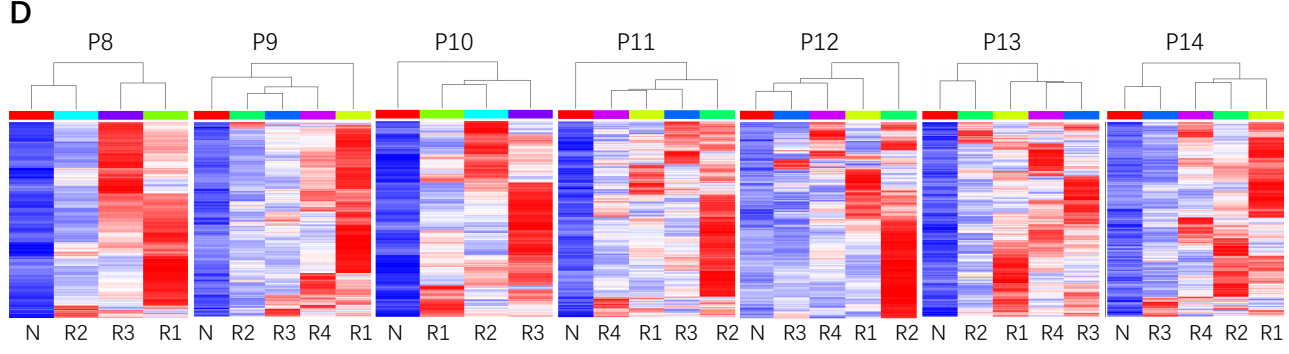 D
P8 P9 P10 P11 P12 P13 P14
N R2 R3 R1 N R2 R3 R4 R1 N R1 R2 R3 N R4 R1 R3 R2 N R3 R4 R1 R2 N R2 R1 R4 R3 N R3 R4 R2 R1